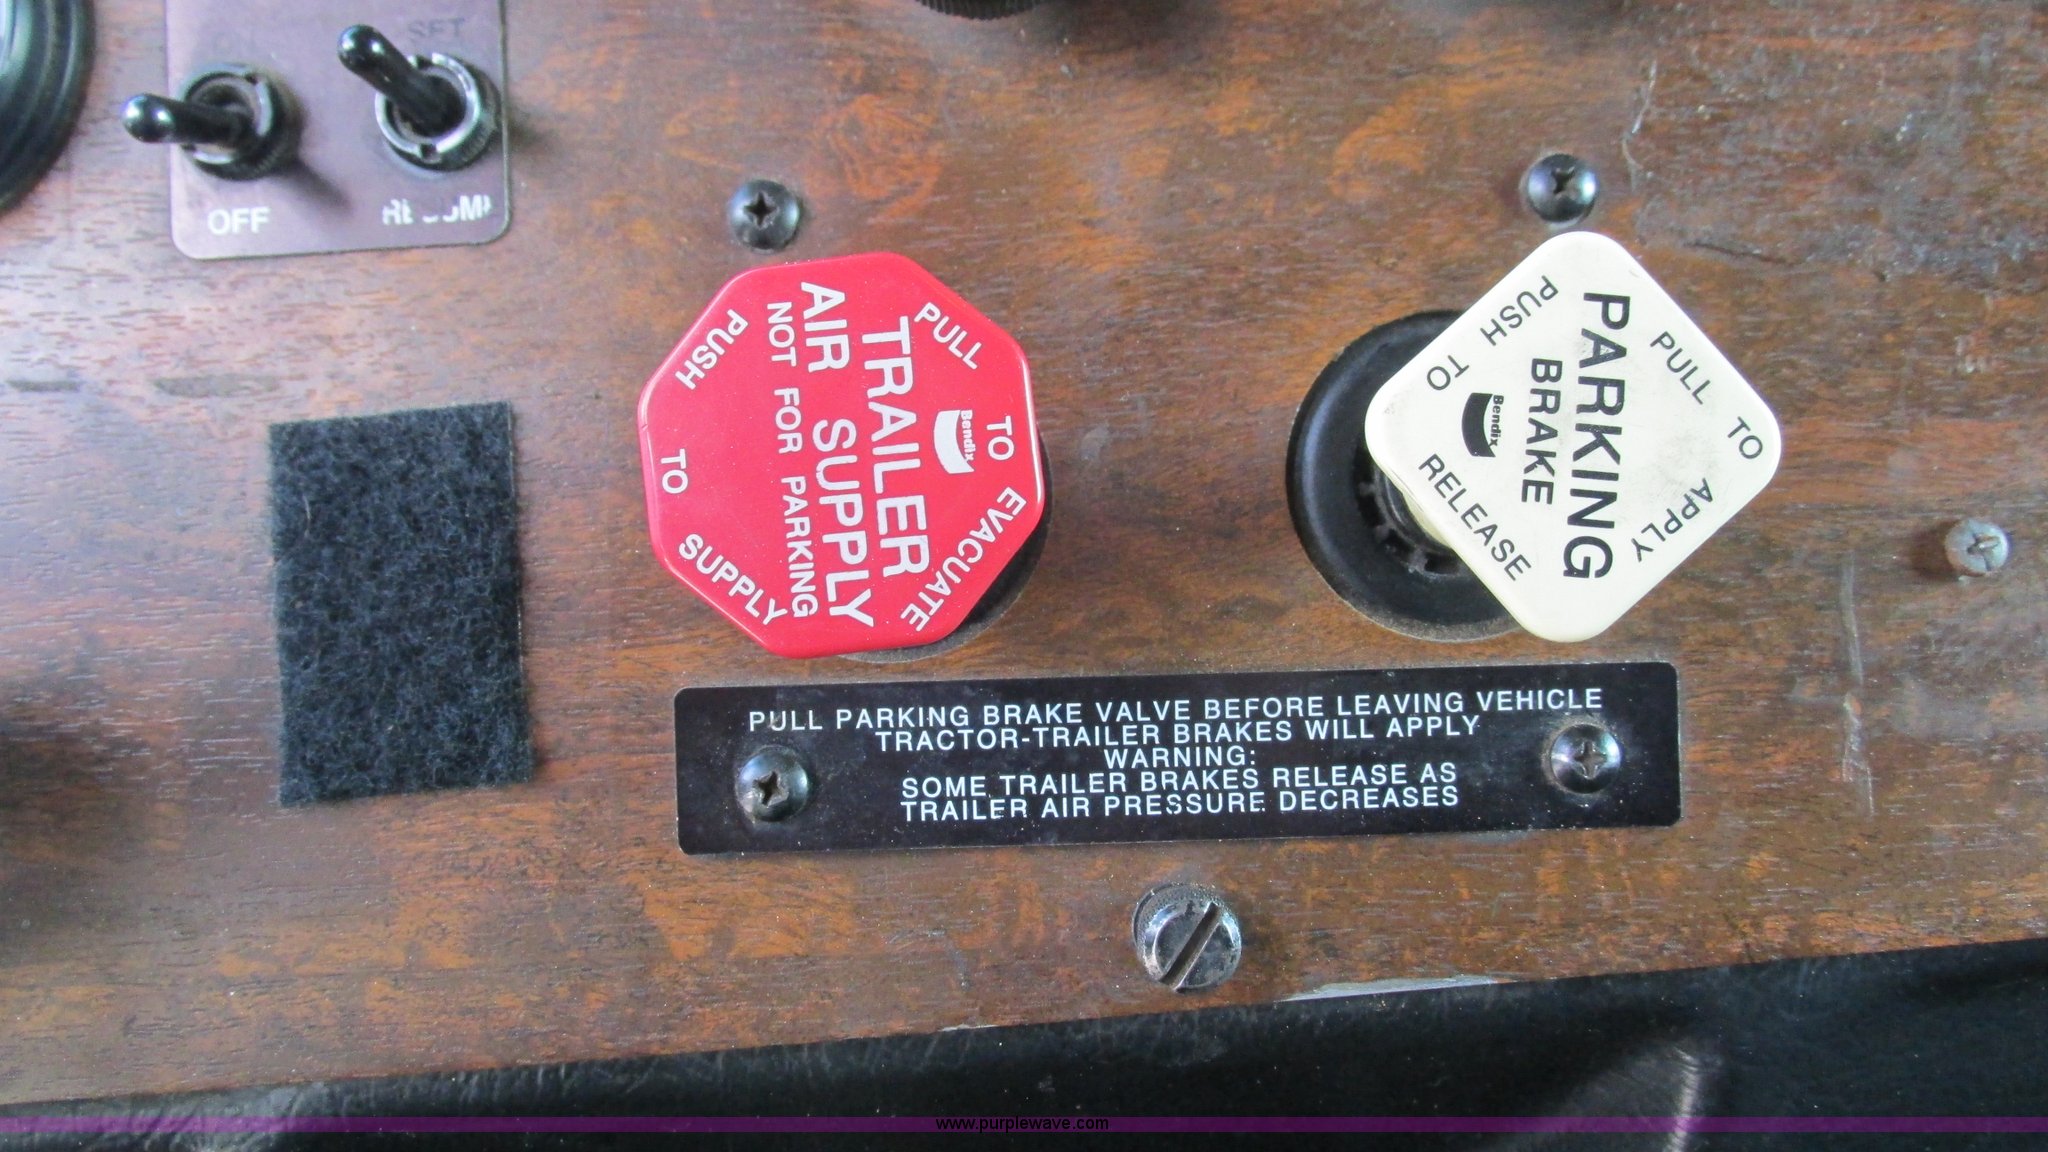 SET
OFF
PULL TO EVACUATE
Bendix
TRAILER
AIR SUPPLY
NOT FOR PARKING
PUSH TO SUPPLY
PULL TO APPLY
PARKING
BRAKE
Bendix
PUSH TO RELEASE
PULL PARKING BRAKE VALVE BEFORE LEAVING VEHICLE
TRACTOR-TRAILER BRAKES WILL APPLY
WARNING:
SOME TRAILER BRAKES RELEASE AS
TRAILER AIR PRESSURE DECREASES
www.purplewave.com